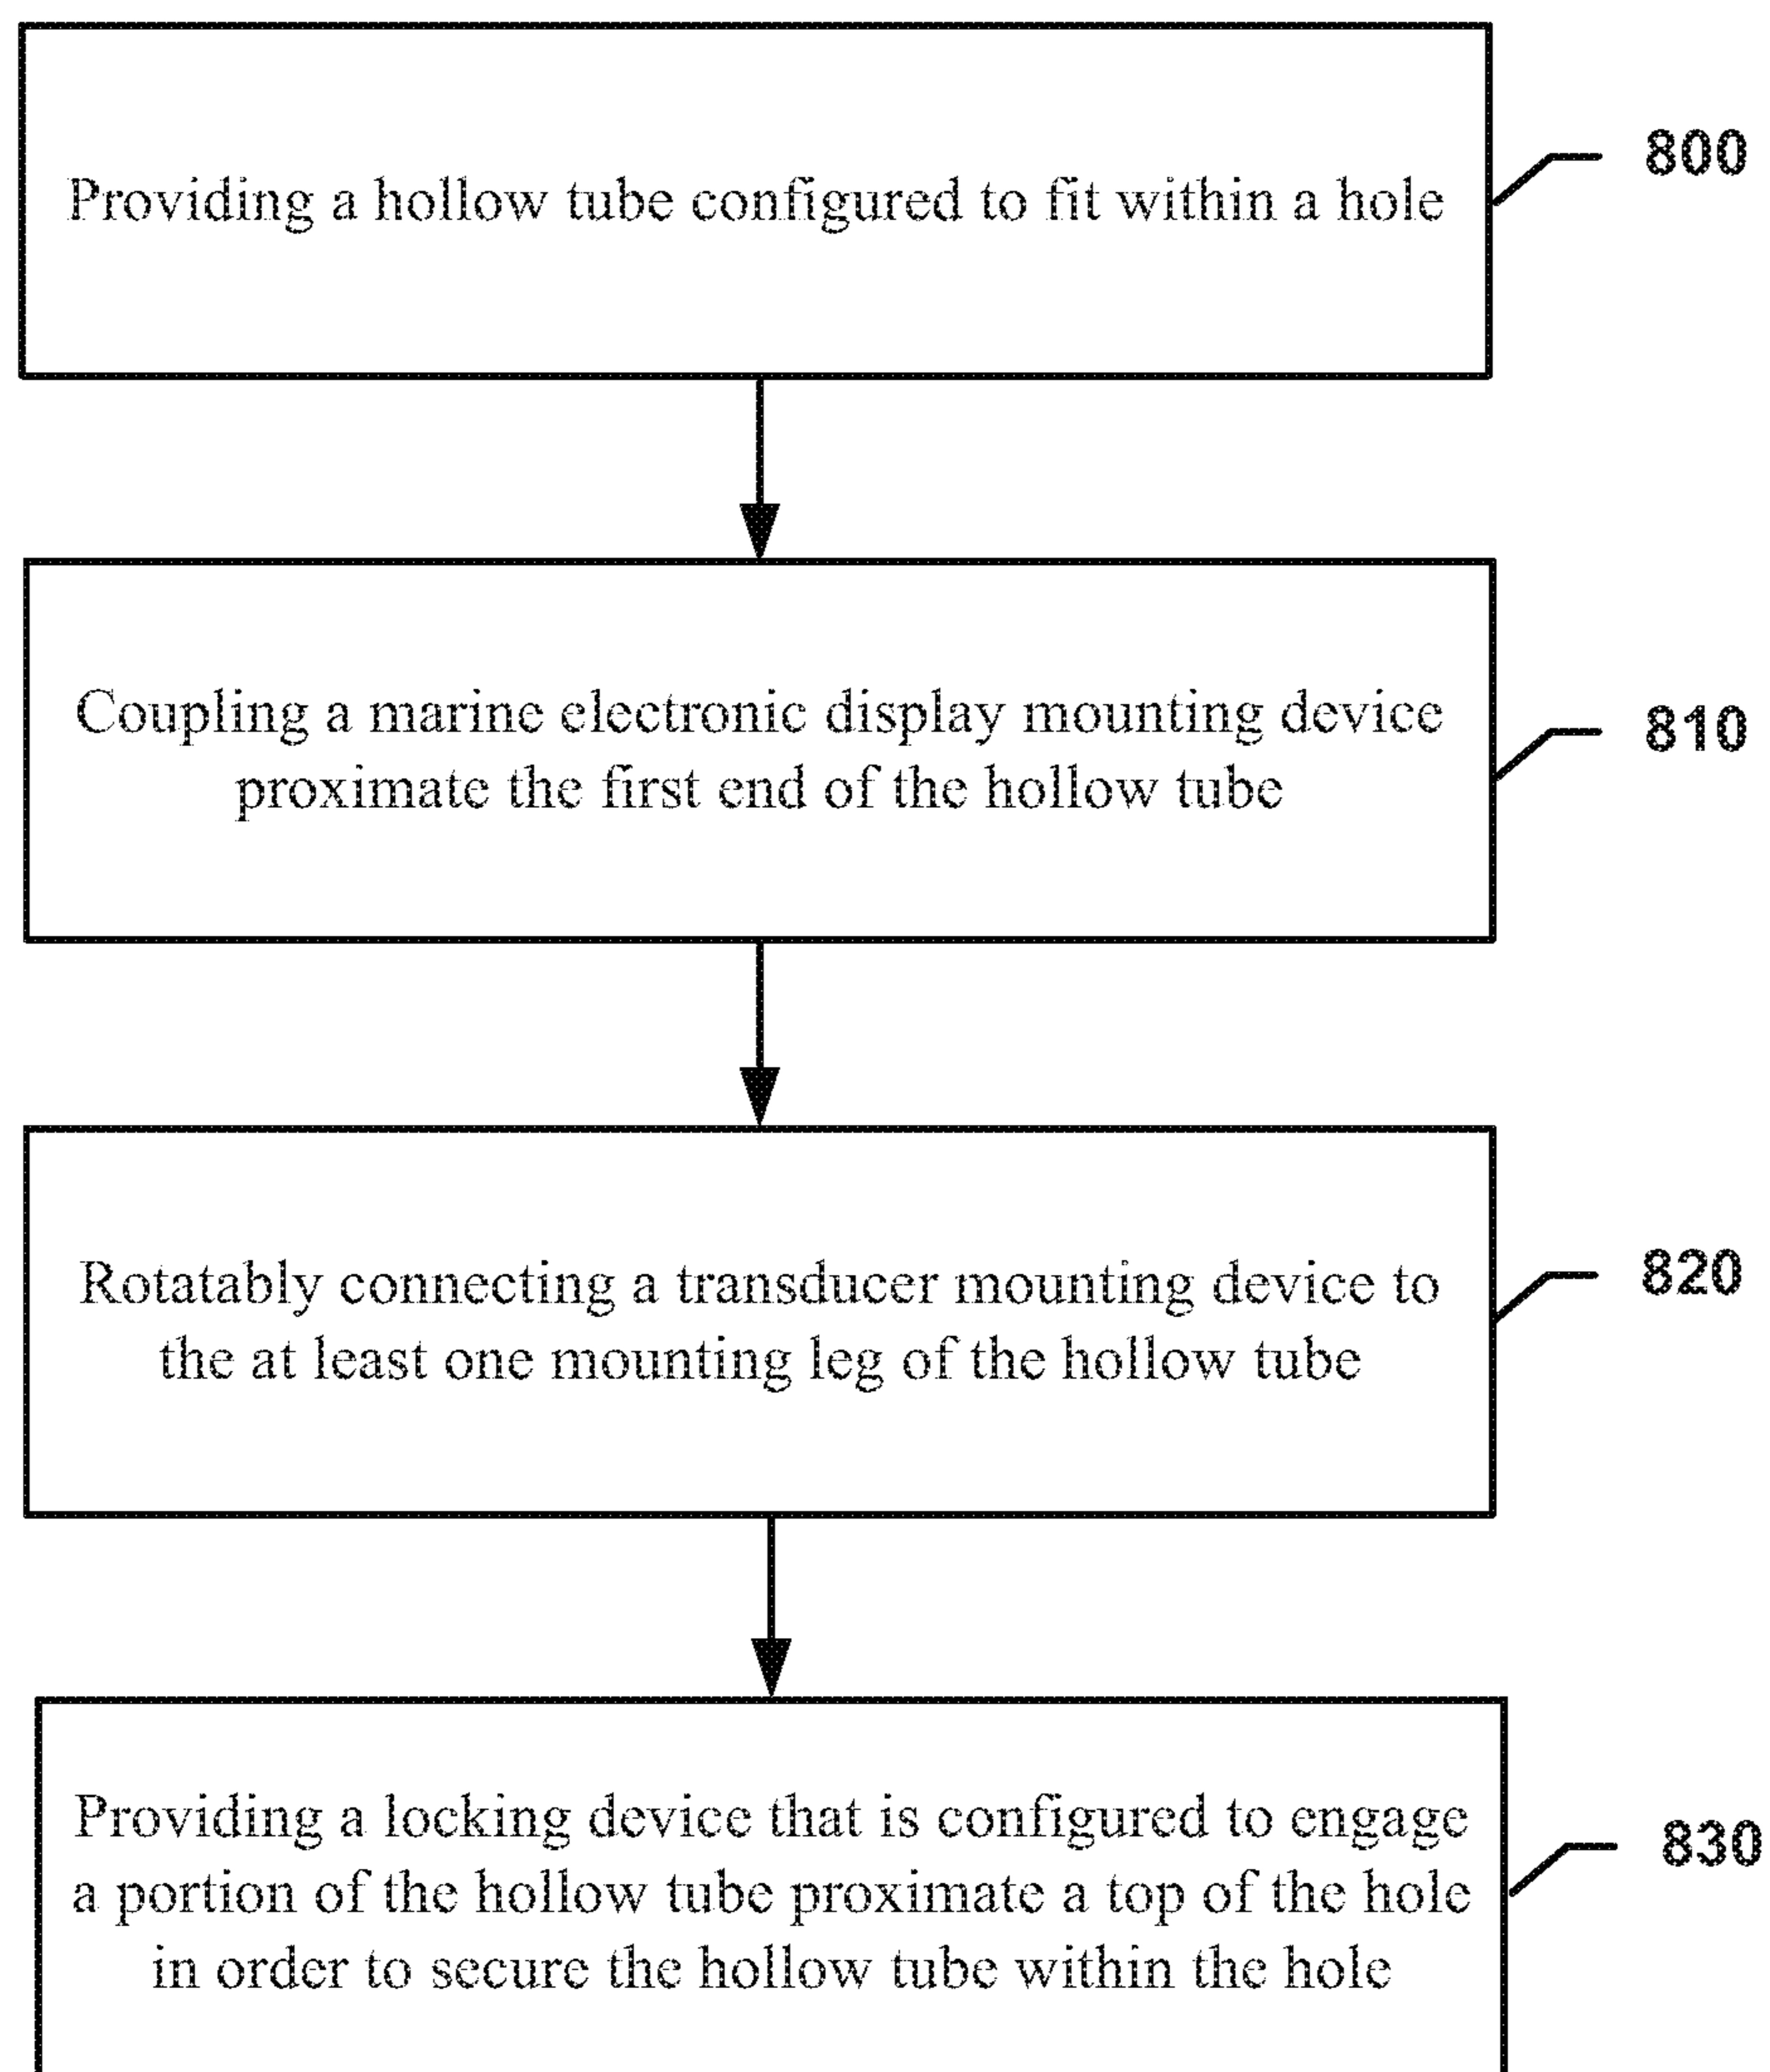 Providing a hollow tube configured to fit within a hole
800
Coupling a marine electronic display mounting device
proximate the first end of the hollow tube
810
Rotatably connecting a transducer mounting device to
the at least one mounting leg of the hollow tube
820
Providing a locking device that is configured to engage
a portion of the hollow tube proximate a top of the hole
in order to secure the hollow tube within the hole
830